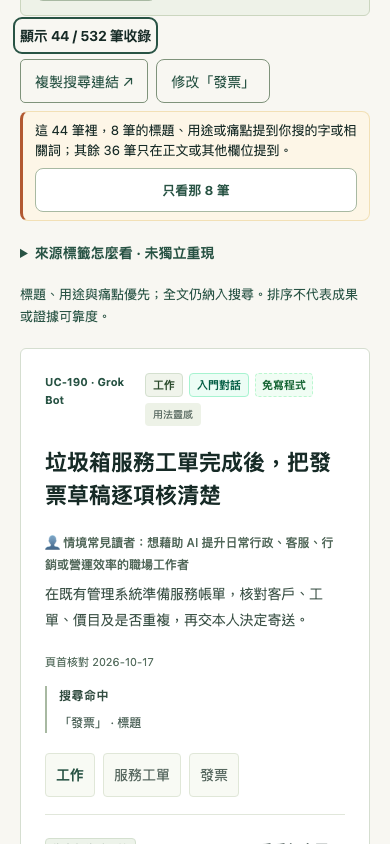 顯示 44 / 532 筆收錄
複製搜尋連結 ↗
修改「發票」
這 44 筆裡，8 筆的標題、用途或痛點提到你搜的字或相
關詞；其餘 36 筆只在正文或其他欄位提到。
只看那 8 筆
▶ 來源標籤怎麼看 · 未獨立重現
標題、用途與痛點優先；全文仍納入搜尋。排序不代表成果
或證據可靠度。
UC-190 · Grok
Bot
工作
入門對話
免寫程式
用法靈感
垃圾箱服務工單完成後，把發
票草稿逐項核清楚
👤 情境常見讀者：想藉助 AI 提升日常行政、客服、行
銷或營運效率的職場工作者
在既有管理系統準備服務帳單，核對客戶、工
單、價目及是否重複，再交本人決定寄送。
頁首核對 2026-10-17
搜尋命中
「發票」 · 標題
工作
服務工單
發票